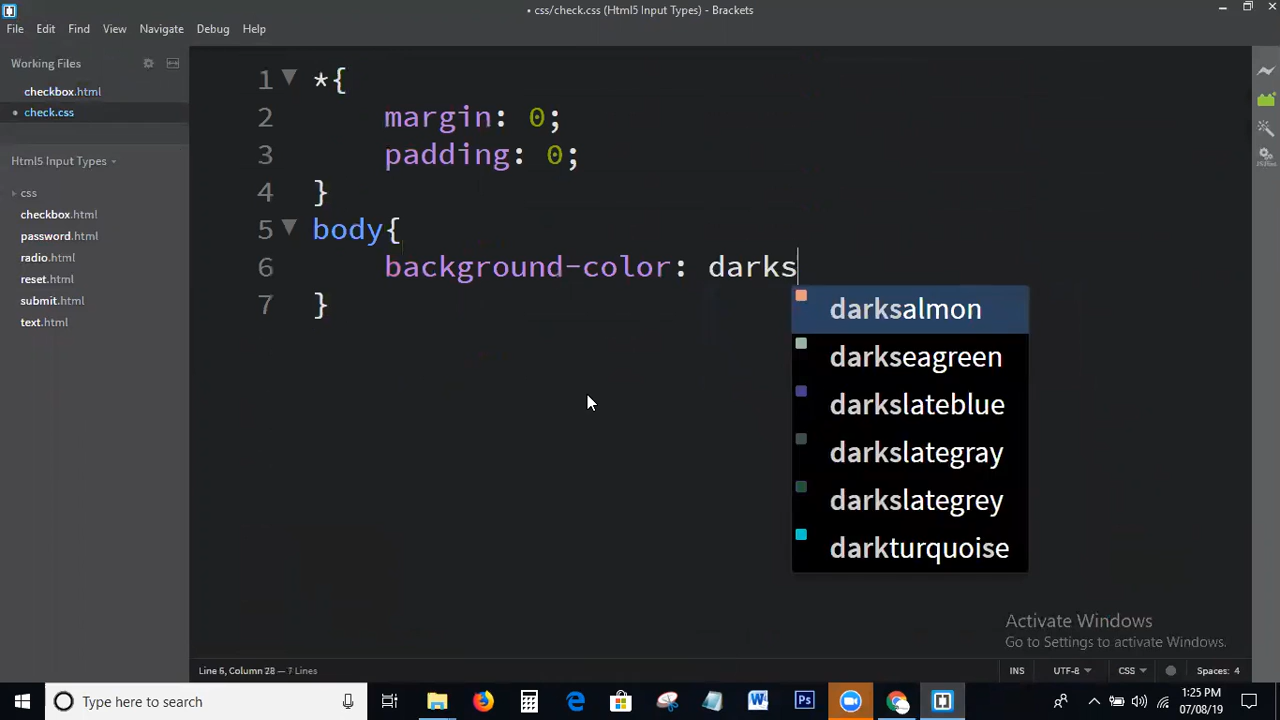 • css/check.css (Html5 Input Types) - Brackets
File Edit Find View Navigate Debug Help
Working Files
checkbox.html
• check.css
Html5 Input Types
css
checkbox.html
password.html
radio.html
reset.html
submit.html
text.html
1 *{
2 margin: 0;
3 padding: 0;
4 }
5 body{
6 background-color: darks
7 }
darksalmon
darkseagreen
darkslateblue
darkslategray
darkslategrey
darkturquoise
Activate Windows
Go to Settings to activate Windows.
Line 6, Column 28 — 7 Lines
INS UTF-8 CSS Spaces: 4
Type here to search
1:25 PM
07/08/19